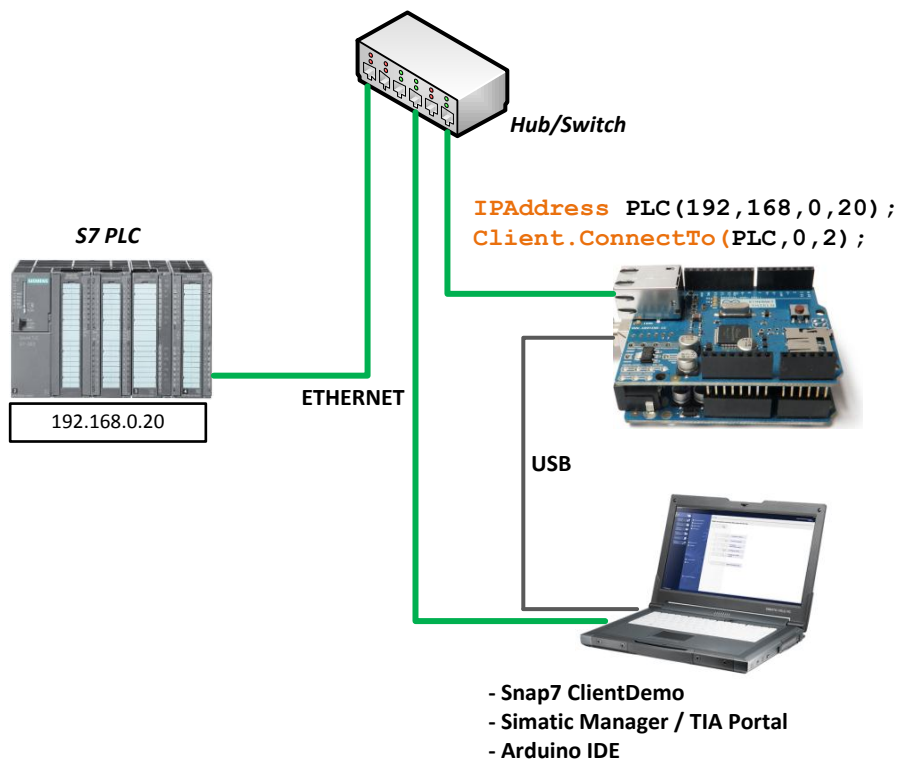 Hub/Switch
IPAddress PLC(192,168,0,20);
Client.ConnectTo(PLC,0,2);
S7 PLC
SIEMENS
192.168.0.20
ETHERNET
USB
- Snap7 ClientDemo
- Simatic Manager / TIA Portal
- Arduino IDE